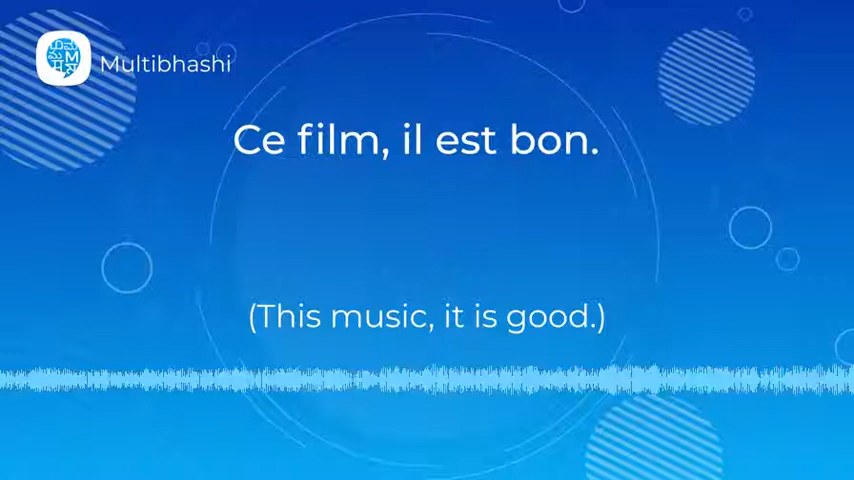 Multibhashi
Ce film, il est bon.
(This music, it is good.)